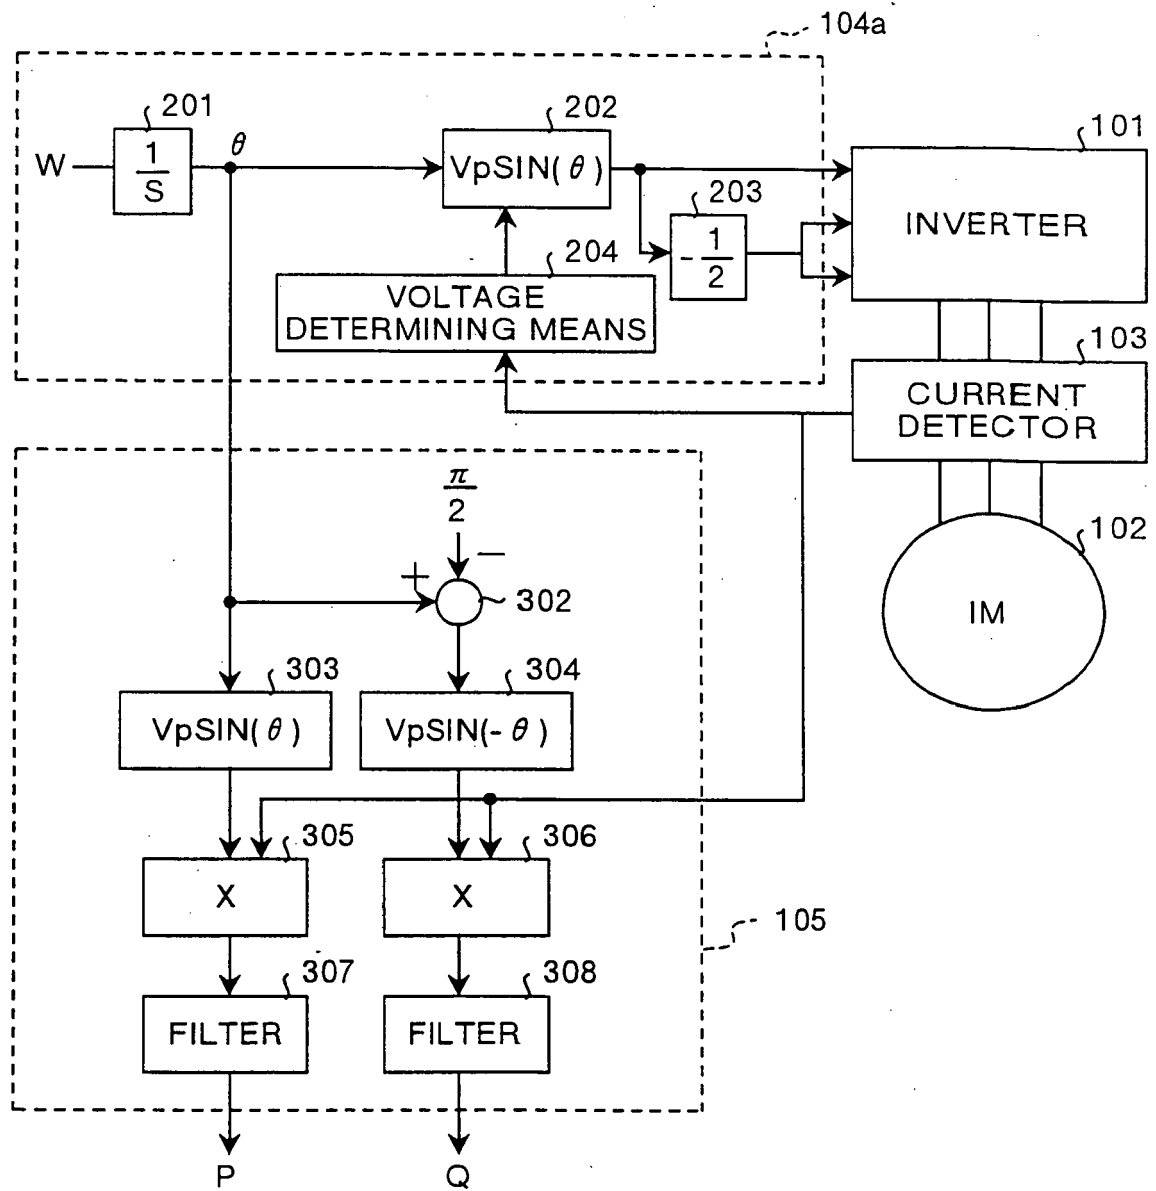 104a
201
202
101
W
1
S
θ
VpSIN(θ)
203
- 1
2
INVERTER
204
VOLTAGE
DETERMINING MEANS
103
CURRENT
DETECTOR
π
2
−
+
302
102
IM
303
304
VpSIN(θ)
VpSIN(-θ)
305
306
X
X
105
307
308
FILTER
FILTER
P
Q